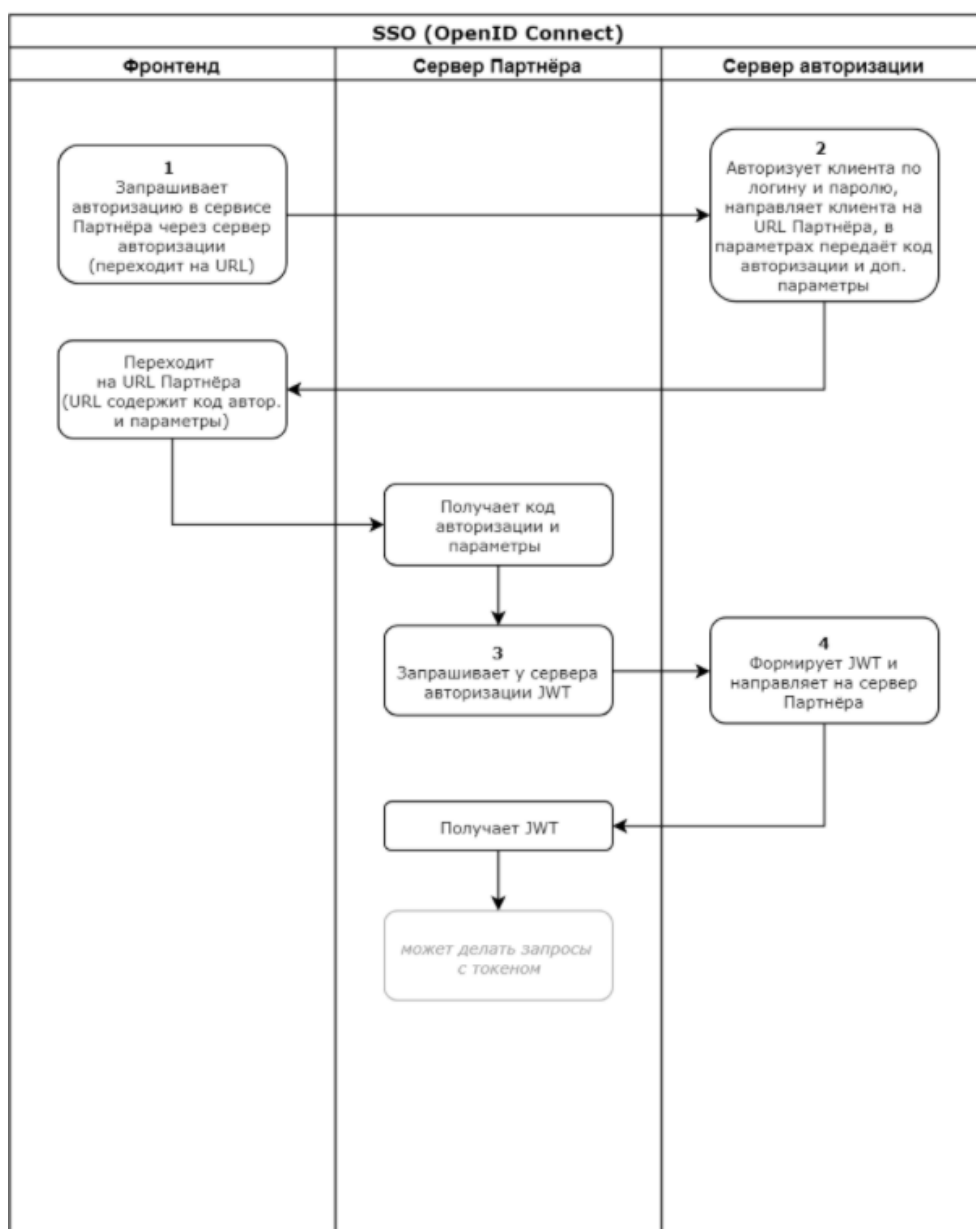 SSO (OpenID Connect)
Фронтенд
Сервер Партнёра
Сервер авторизации
1
Запрашивает
авторизацию в сервисе
Партнёра через сервер
авторизации
(переходит на URL)
2
Авторизует клиента по
логину и паролю,
направляет клиента на
URL Партнёра, в
параметрах передаёт код
авторизации и доп.
параметры
Переходит
на URL Партнёра
(URL содержит код автор.
и параметры)
Получает код
авторизации и
параметры
3
Запрашивает у сервера
авторизации JWT
4
Формирует JWT и
направляет на сервер
Партнёра
Получает JWT
может делать запросы
с токеном